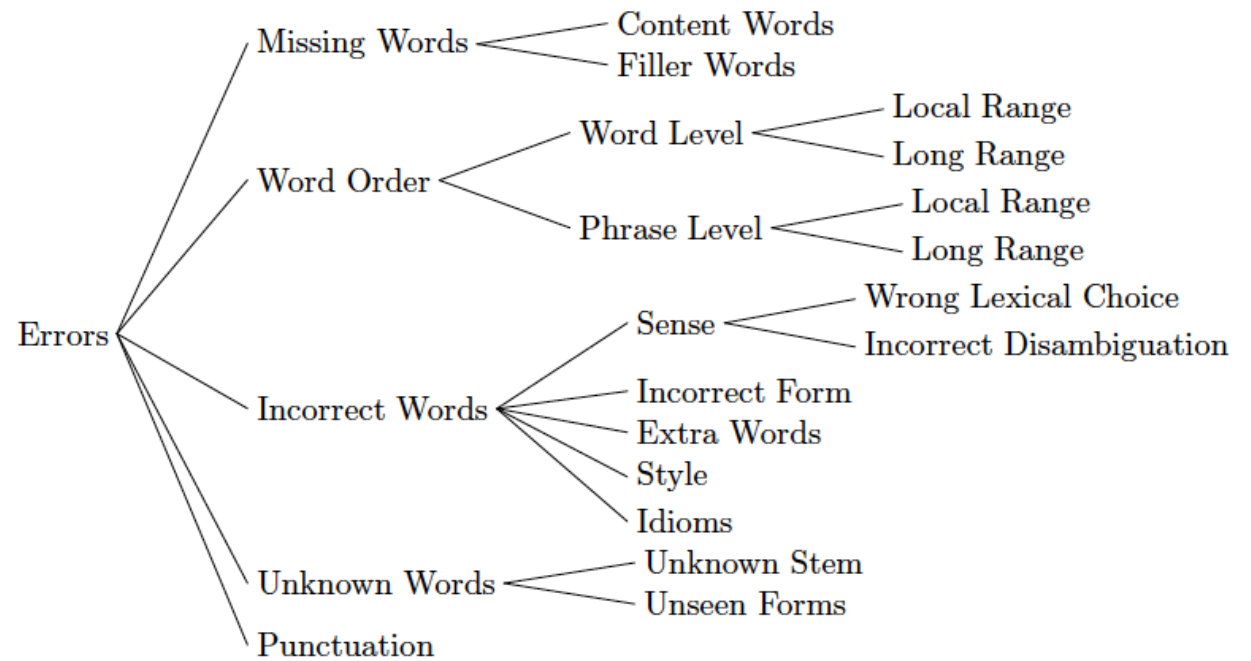 Errors
Missing Words
Content Words
Filler Words
Word Order
Word Level
Local Range
Long Range
Phrase Level
Local Range
Long Range
Incorrect Words
Sense
Wrong Lexical Choice
Incorrect Disambiguation
Incorrect Form
Extra Words
Style
Idioms
Unknown Words
Unknown Stem
Unseen Forms
Punctuation